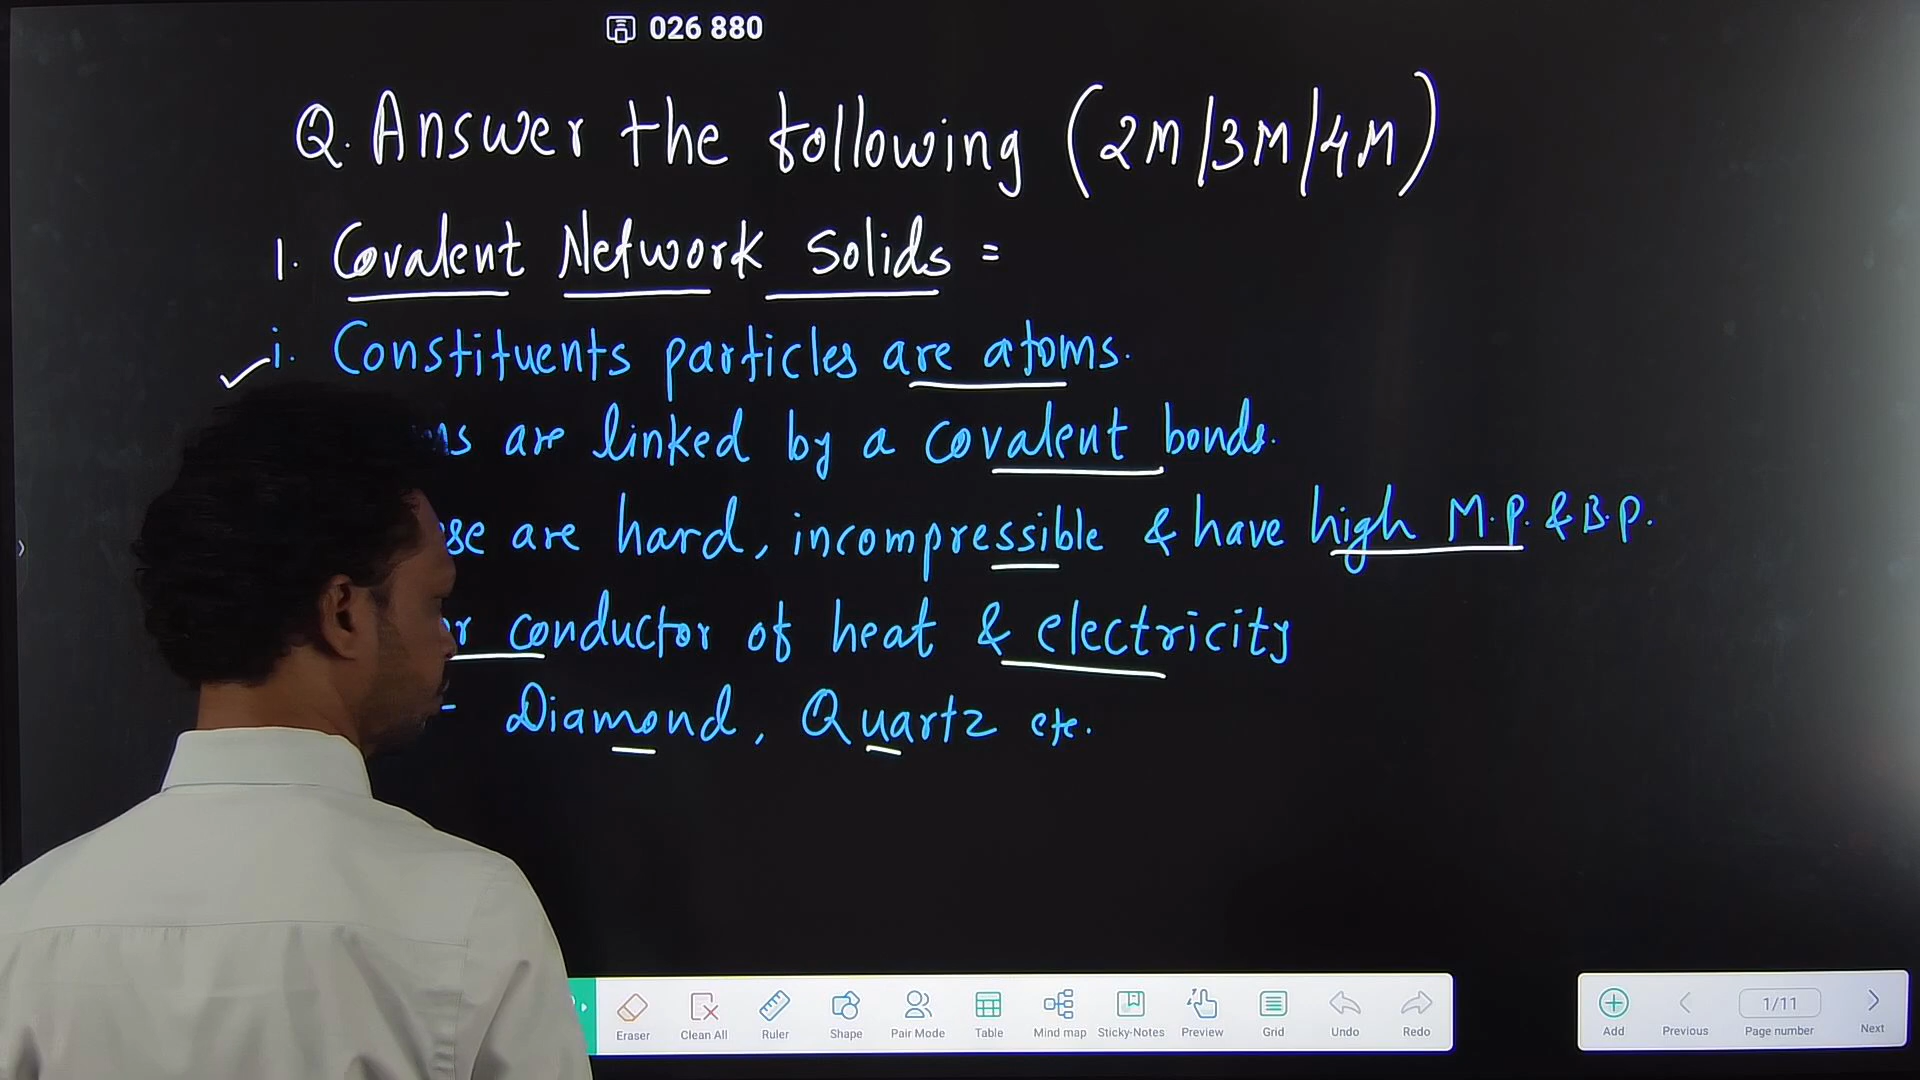 026 880
Q. Answer the following (2M/3M/4M)
1. Covalent Network Solids =
i. Constituents particles are atoms.
are linked by a covalent bonds.
are hard, incompressible & have high M.P. & B.P.
conductor of heat & electricity
- Diamond, Quartz etc.
Eraser Clean All Ruler Shape Pair Mode Table Mind map Sticky-Notes Preview Grid Undo Redo
Add Previous 1/11 Page number Next